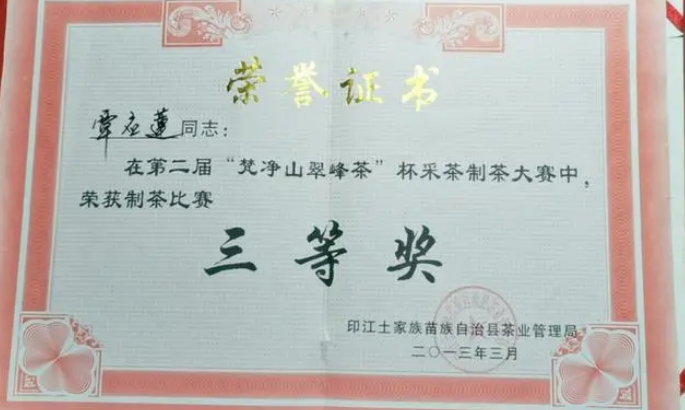 荣誉证书
覃应莲同志：
在第二届“梵净山翠峰茶”杯采茶制茶大赛中，
荣获制茶比赛
三等奖
印江土家族苗族自治县茶业管理局
二〇一三年三月